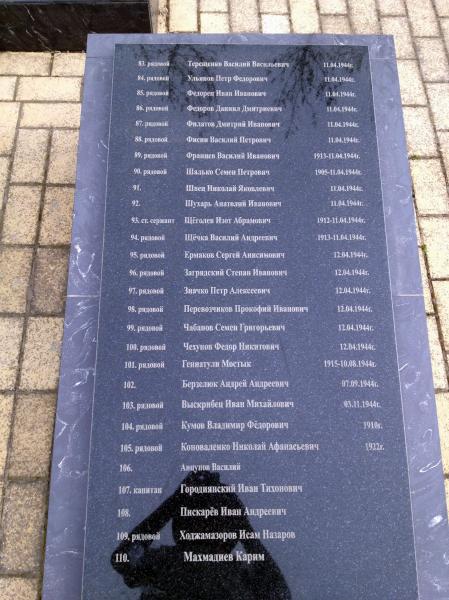 83. рядовой Терещенко Василий Васильевич 11.04.1944г.
84. рядовой Ульянов Петр Федорович 11.04.1944г.
85. рядовой Федорец Иван Иванович 11.04.1944г.
86. рядовой Федоров Даниил Дмитриевич 11.04.1944г.
87. рядовой Филатов Дмитрий Иванович 11.04.1944г.
88. рядовой Фисин Василий Петрович 11.04.1944г.
89. рядовой Францев Василий Иванович 1913-11.04.1944г.
90. рядовой Шалько Семен Петрович 1905-11.04.1944г.
91. Швец Николай Яковлевич 11.04.1944г.
92. Шухарь Анатолий Иванович 11.04.1944г.
93. ст. сержант Щёголев Изот Абрамович 1912-11.04.1944г.
94. рядовой Щёчка Василий Андреевич 1913-11.04.1944г.
95. рядовой Ермаков Сергей Анисимович 12.04.1944г.
96. рядовой Загрядский Степан Иванович 12.04.1944г.
97. рядовой Значко Петр Алексеевич 12.04.1944г.
98. рядовой Перевозчиков Прокофий Иванович 12.04.1944г.
99. рядовой Чабанов Семен Григорьевич 12.04.1944г.
100. рядовой Чехунов Федор Никитович 12.04.1944г.
101. рядовой Гениатули Мостык 1915-10.08.1944г.
102. Берзелюк Андрей Андреевич 07.09.1944г.
103. рядовой Выскрибец Иван Михайлович 03.11.1944г.
104. рядовой Кумов Владимир Фёдорович 1910г.
105. рядовой Коноваленко Николай Афанасьевич 1922г.
106. Василий
107. капитан Городиянский Иван Тихонович
108. Пискарёв Иван Андреевич
109. рядовой Ходжамазоров Исам Назаров
110. Махмадиев Карим